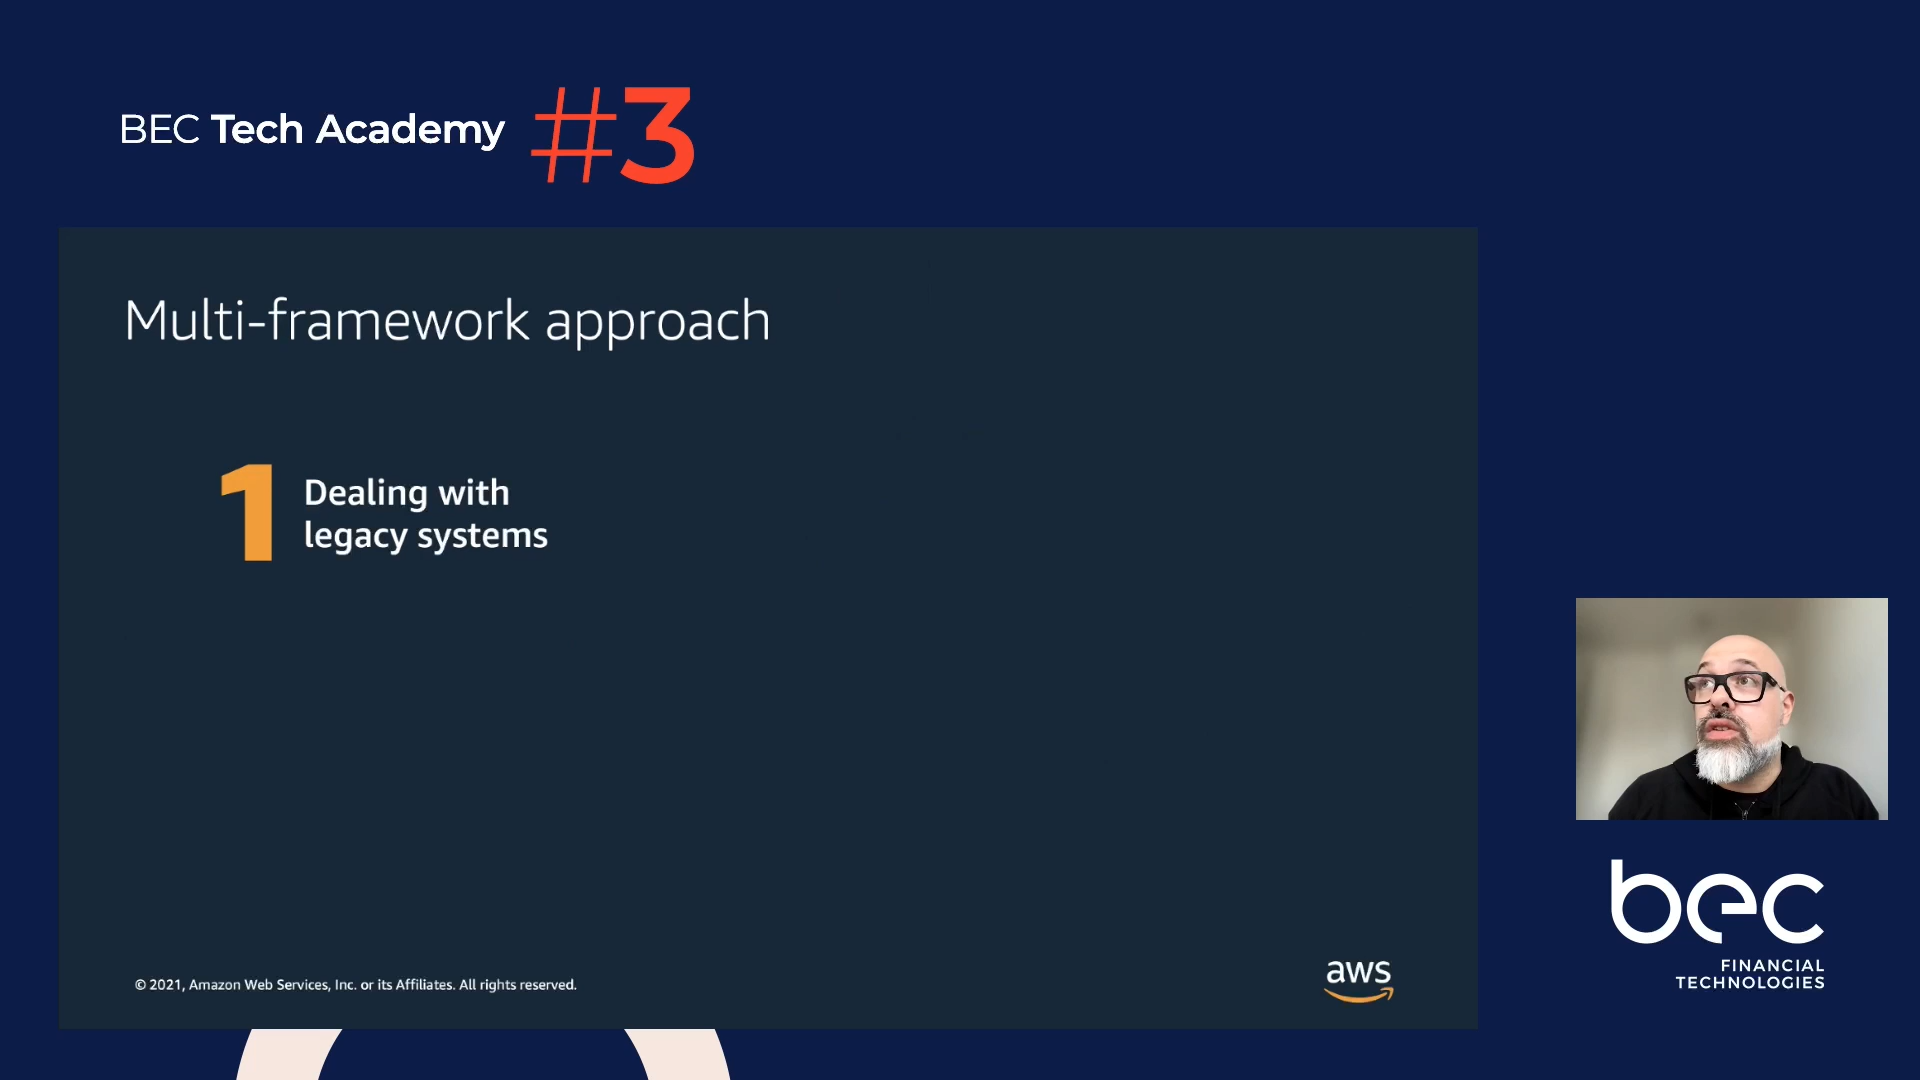 BEC Tech Academy #3
Multi-framework approach
1
Dealing with
legacy systems
© 2021, Amazon Web Services, Inc. or its Affiliates. All rights reserved.
aws
bec
FINANCIAL
TECHNOLOGIES